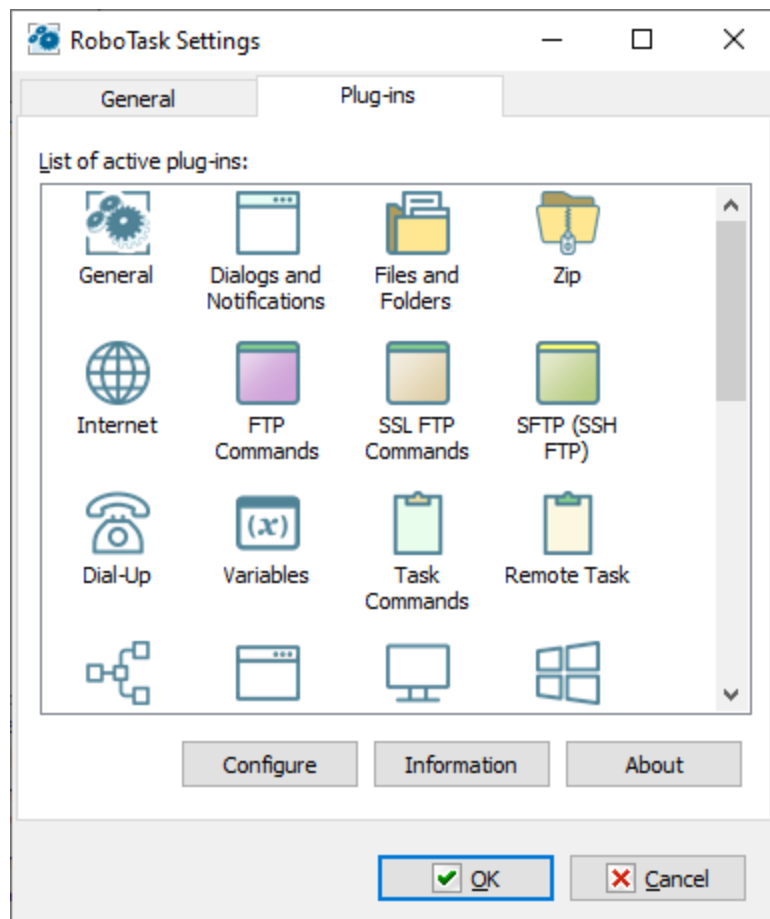 RoboTask Settings
General
Plug-ins
List of active plug-ins:
General
Dialogs and
Notifications
Files and
Folders
Zip
Internet
FTP
Commands
SSL FTP
Commands
SFTP (SSH
FTP)
Dial-Up
(x)
Variables
Task
Commands
Remote Task
Configure
Information
About
OK
Cancel